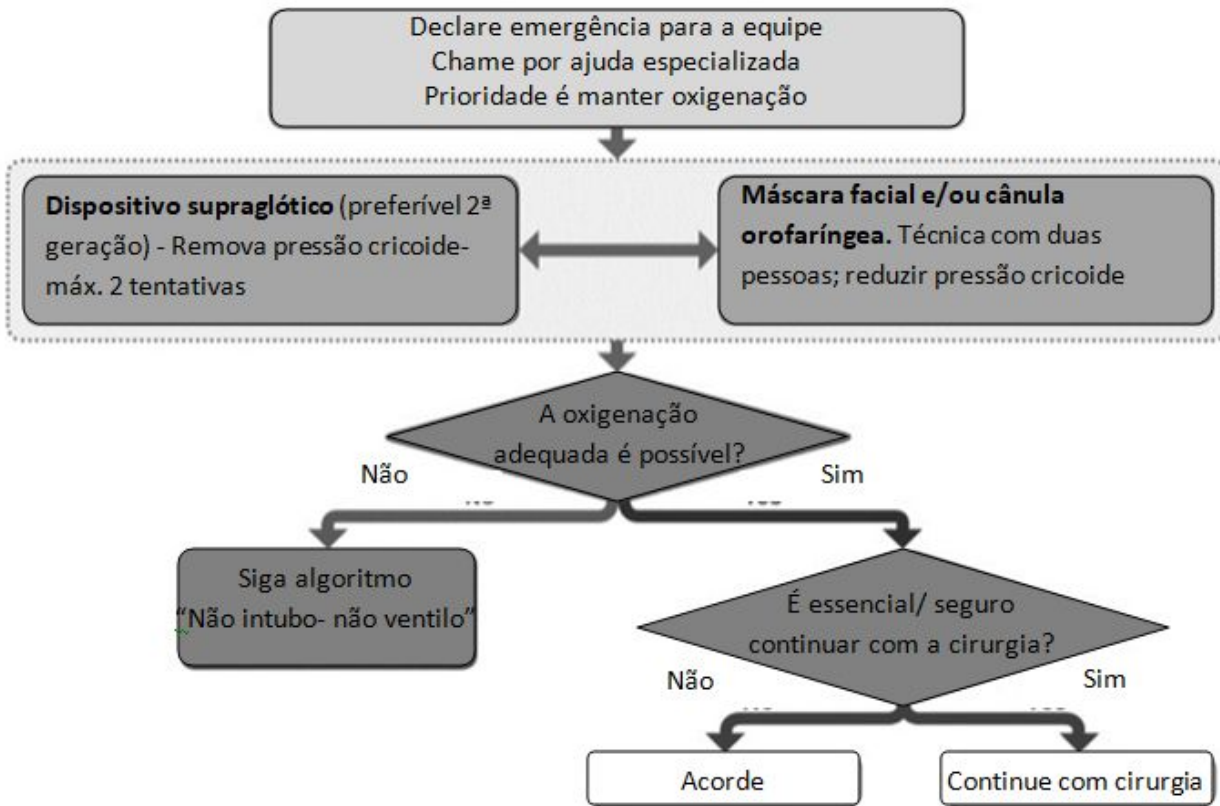 Declare emergência para a equipe
Chame por ajuda especializada
Prioridade é manter oxigenação
Dispositivo supraglótico (preferível 2ª
geração) - Remova pressão cricoide-
máx. 2 tentativas
Máscara facial e/ou cânula
orofaríngea. Técnica com duas
pessoas; reduzir pressão cricoide
A oxigenação
adequada é possível?
Não
Sim
Siga algoritmo
“Não intubo- não ventilo”
É essencial/ seguro
continuar com a cirurgia?
Não
Sim
Acorde
Continue com cirurgia